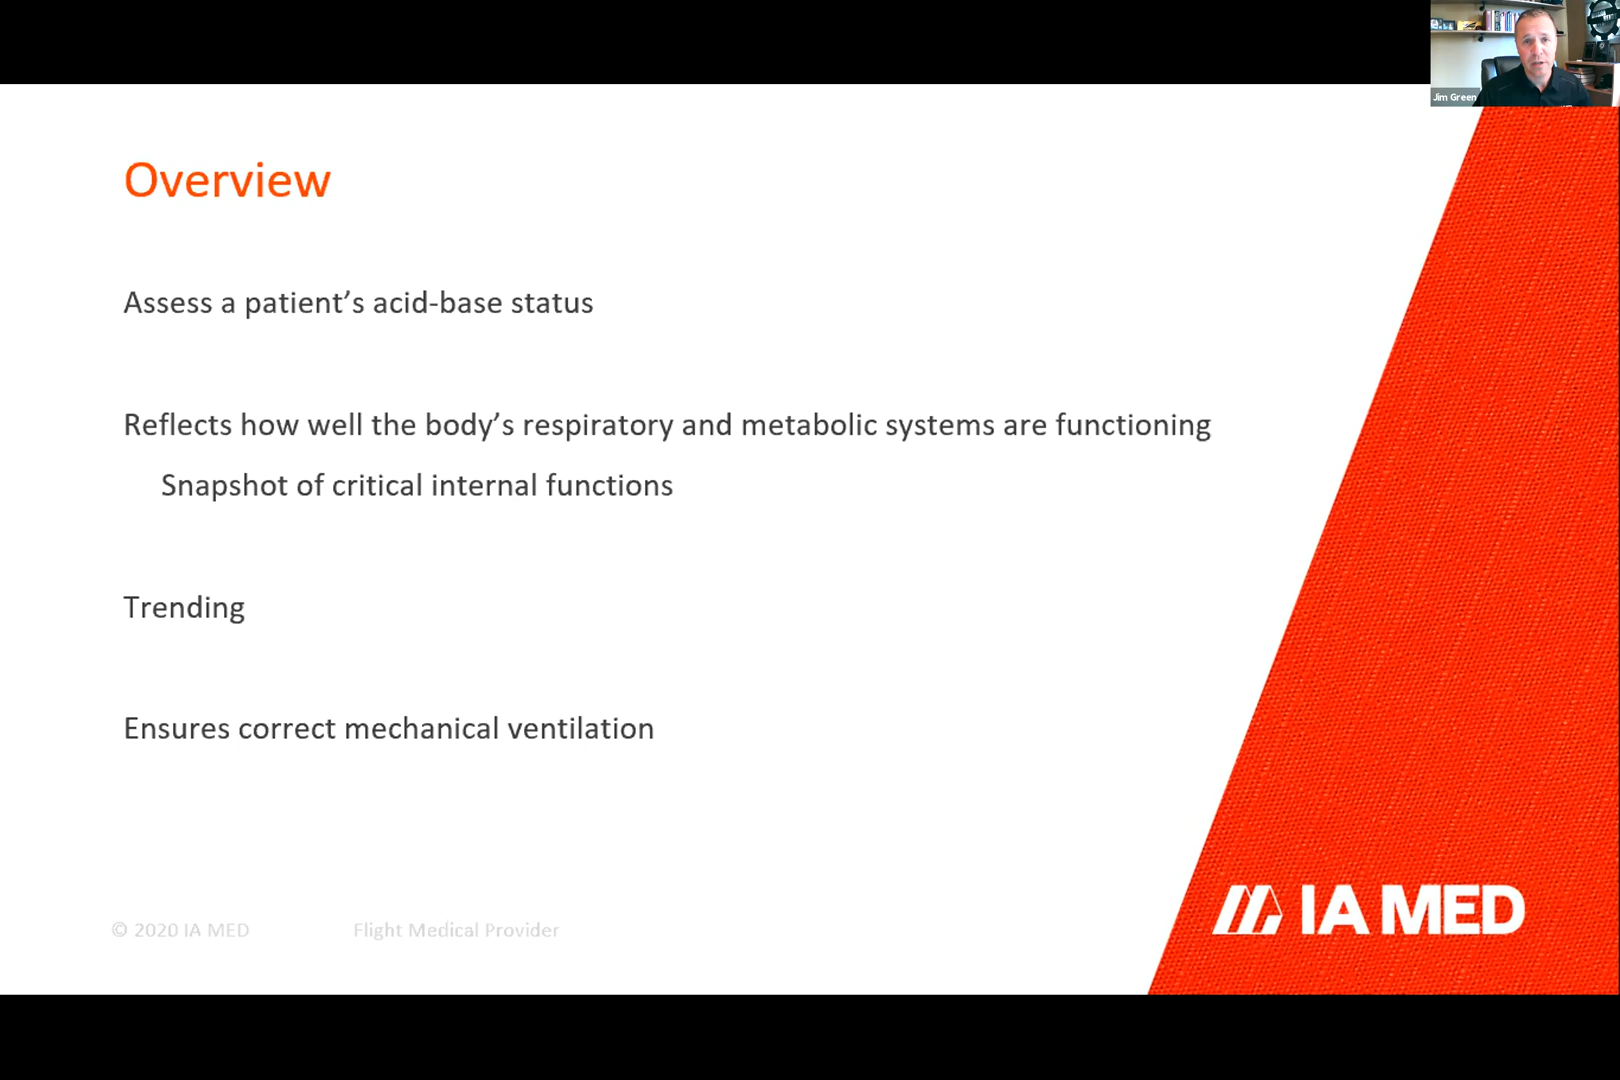 Jim Green
Overview
Assess a patient’s acid-base status
Reflects how well the body’s respiratory and metabolic systems are functioning
Snapshot of critical internal functions
Trending
Ensures correct mechanical ventilation
© 2020 IA MED
Flight Medical Provider
IA MED